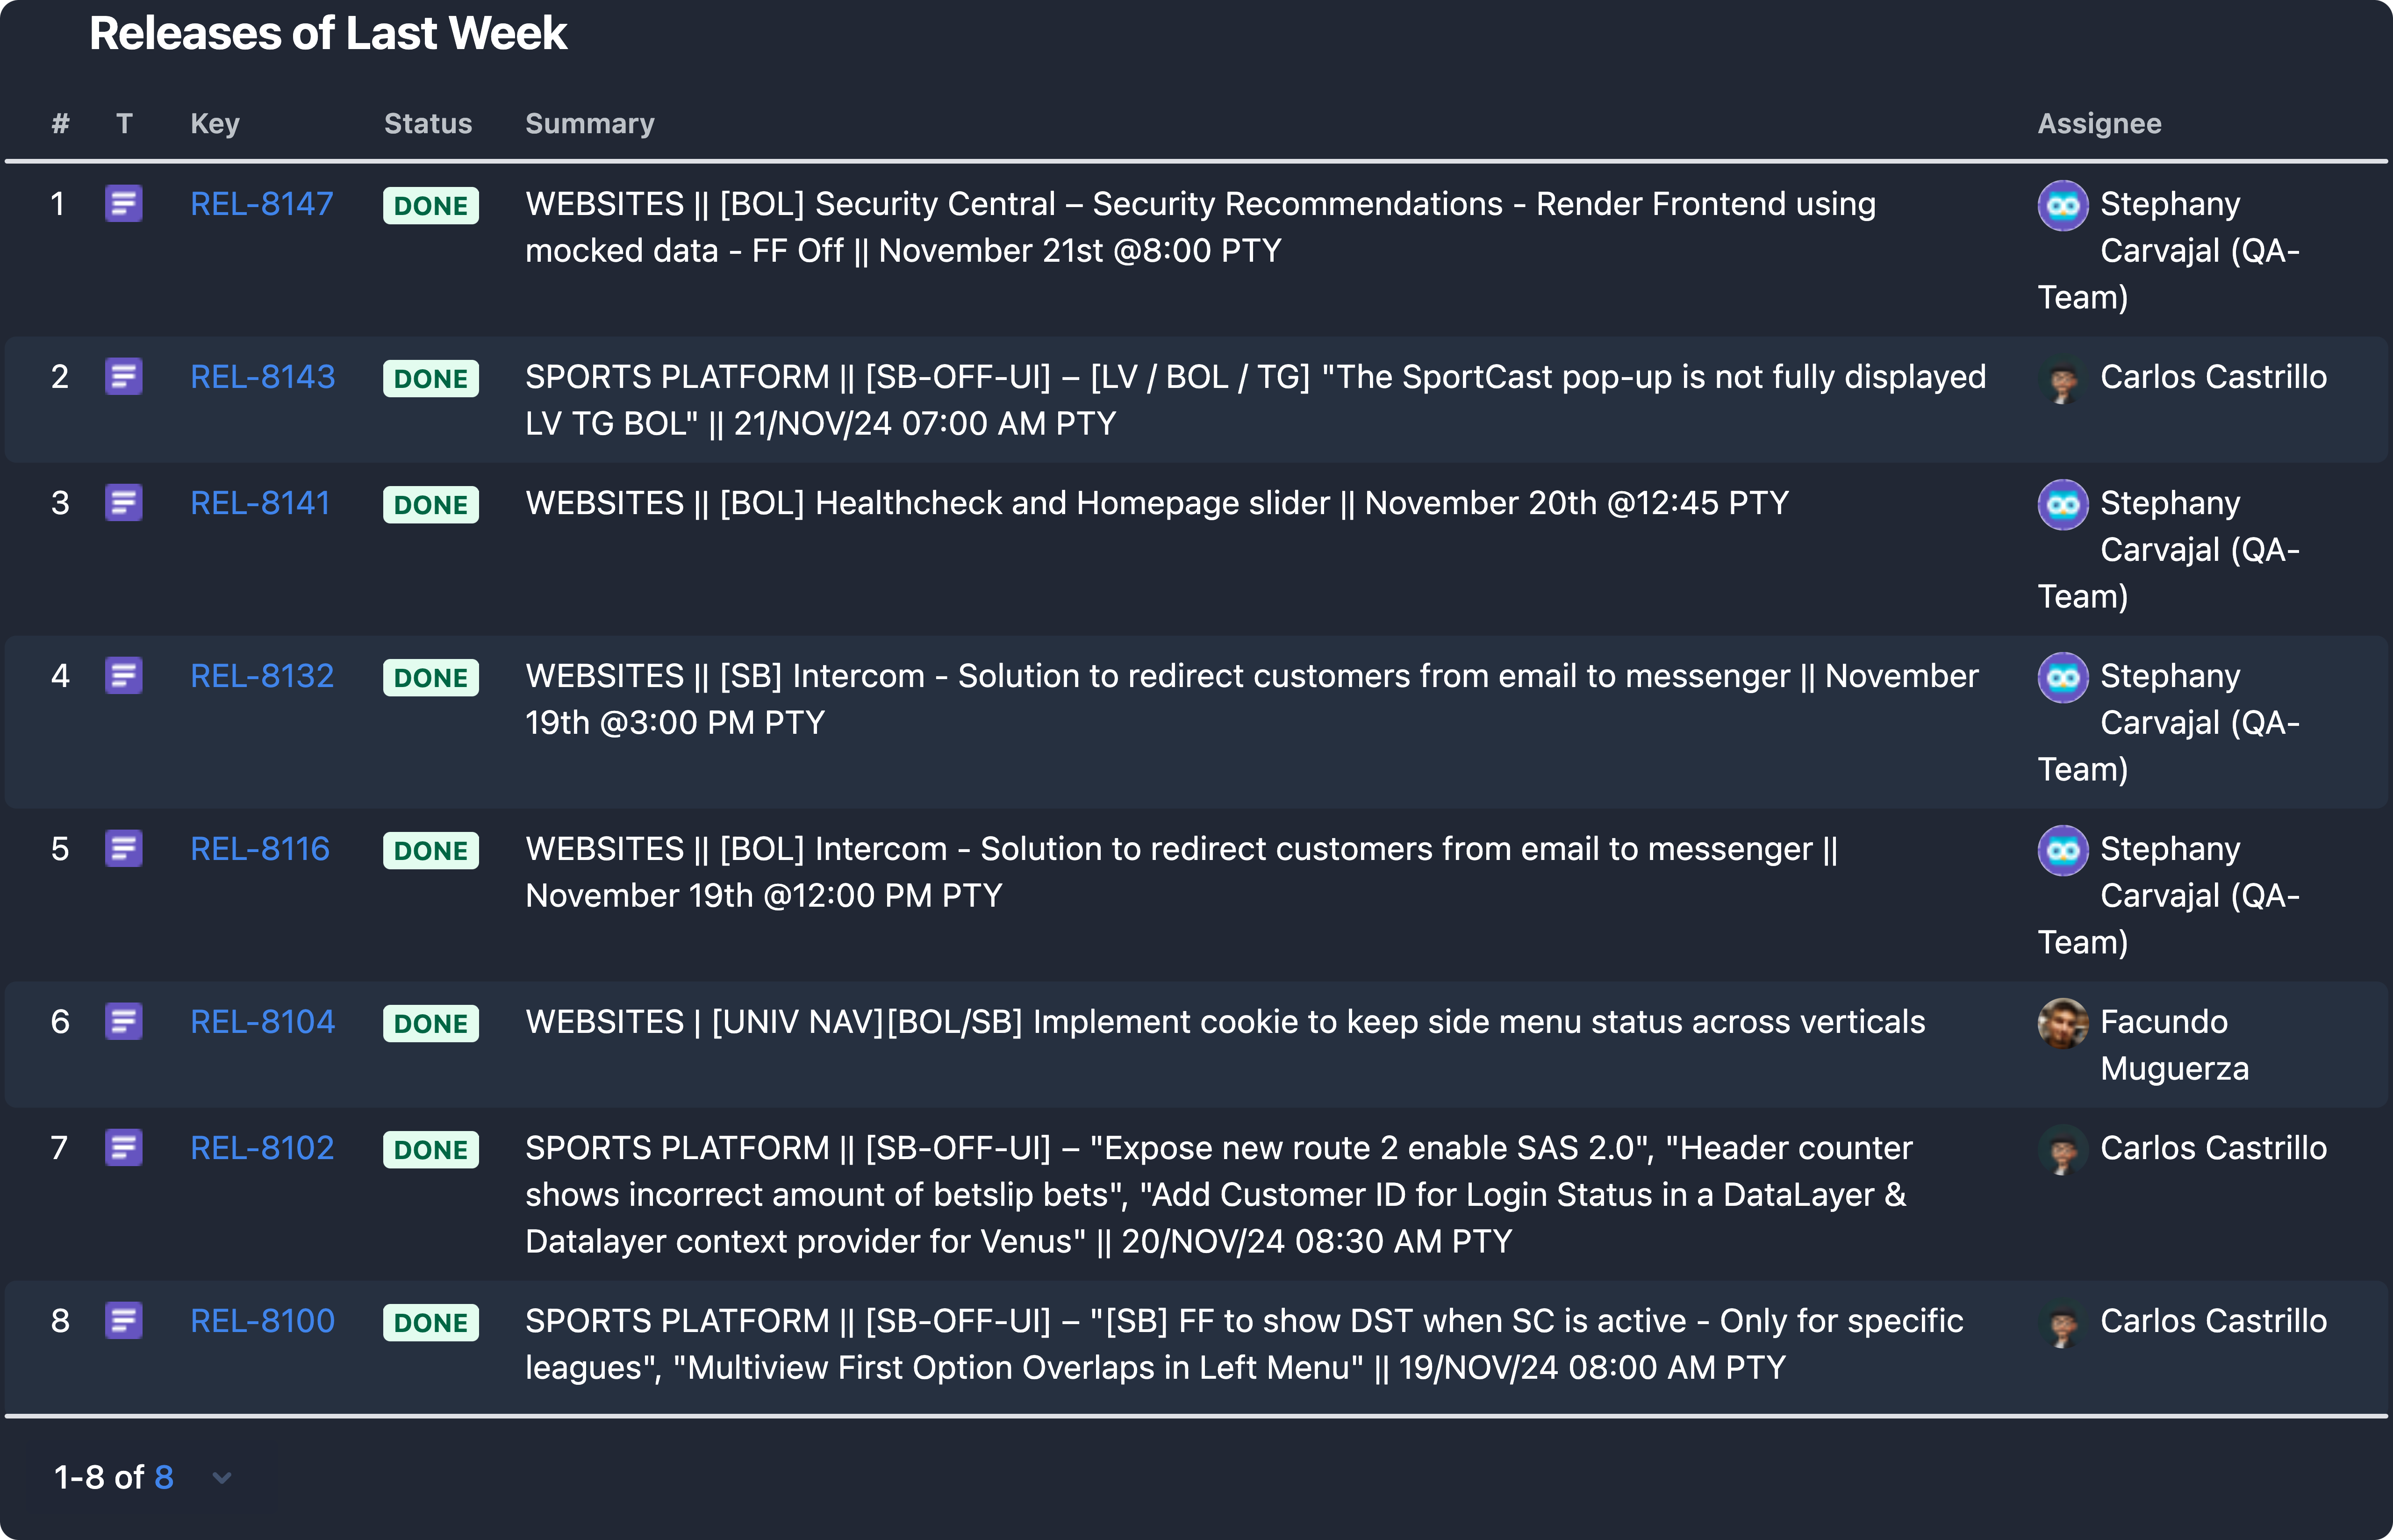 Releases of Last Week
# T Key Status Summary Assignee
1 REL-8147 DONE WEBSITES || [BOL] Security Central – Security Recommendations - Render Frontend using Stephany
mocked data - FF Off || November 21st @8:00 PTY Carvajal (QA-
Team)
2 REL-8143 DONE SPORTS PLATFORM || [SB-OFF-UI] – [LV / BOL / TG] "The SportCast pop-up is not fully displayed Carlos Castrillo
LV TG BOL" || 21/NOV/24 07:00 AM PTY
3 REL-8141 DONE WEBSITES || [BOL] Healthcheck and Homepage slider || November 20th @12:45 PTY Stephany
Carvajal (QA-
Team)
4 REL-8132 DONE WEBSITES || [SB] Intercom - Solution to redirect customers from email to messenger || November Stephany
19th @3:00 PM PTY Carvajal (QA-
Team)
5 REL-8116 DONE WEBSITES || [BOL] Intercom - Solution to redirect customers from email to messenger || Stephany
November 19th @12:00 PM PTY Carvajal (QA-
Team)
6 REL-8104 DONE WEBSITES | [UNIV NAV][BOL/SB] Implement cookie to keep side menu status across verticals Facundo
Muguerza
7 REL-8102 DONE SPORTS PLATFORM || [SB-OFF-UI] – "Expose new route 2 enable SAS 2.0", "Header counter Carlos Castrillo
shows incorrect amount of betslip bets", "Add Customer ID for Login Status in a DataLayer &
Datalayer context provider for Venus" || 20/NOV/24 08:30 AM PTY
8 REL-8100 DONE SPORTS PLATFORM || [SB-OFF-UI] – "[SB] FF to show DST when SC is active - Only for specific Carlos Castrillo
leagues", "Multiview First Option Overlaps in Left Menu" || 19/NOV/24 08:00 AM PTY
1-8 of 8